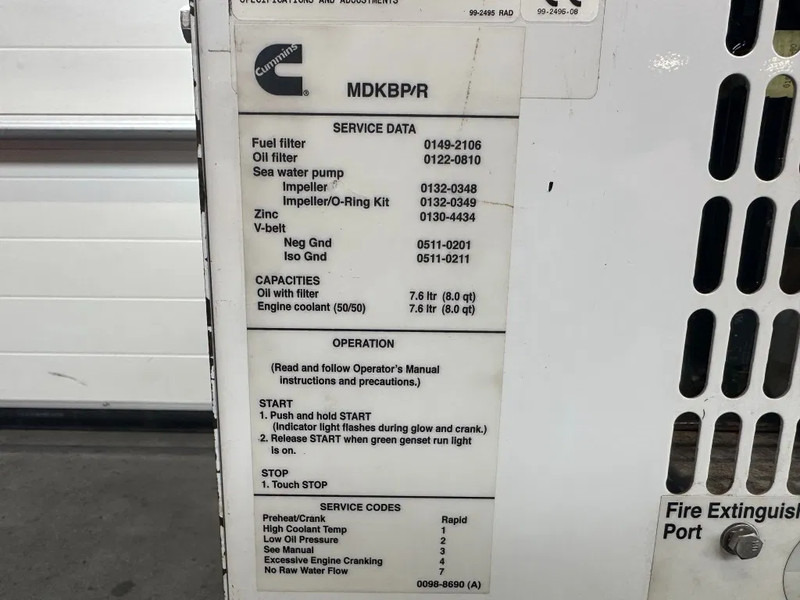 SPECIFICATIONS AND ADJUSTMENTS
99-2495 RAD
99-2496-08
Cummins
MDKBP/R
SERVICE DATA
Fuel filter 0149-2106
Oil filter 0122-0810
Sea water pump
Impeller 0132-0348
Impeller/O-Ring Kit 0132-0349
Zinc 0130-4434
V-belt
Neg Gnd 0511-0201
Iso Gnd 0511-0211
CAPACITIES
Oil with filter 7.6 ltr (8.0 qt)
Engine coolant (50/50) 7.6 ltr (8.0 qt)
OPERATION
(Read and follow Operator's Manual
instructions and precautions.)
START
1. Push and hold START
(Indicator light flashes during glow and crank.)
2. Release START when green genset run light
is on.
STOP
1. Touch STOP
SERVICE CODES
Preheat/Crank Rapid
High Coolant Temp 1
Low Oil Pressure 2
See Manual 3
Excessive Engine Cranking 4
No Raw Water Flow 7
0098-8690 (A)
Fire Extinguish
Port